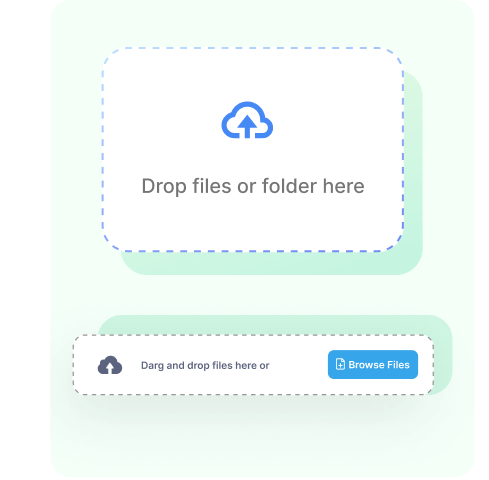 Drop files or folder here
Darg and drop files here or
Browse Files